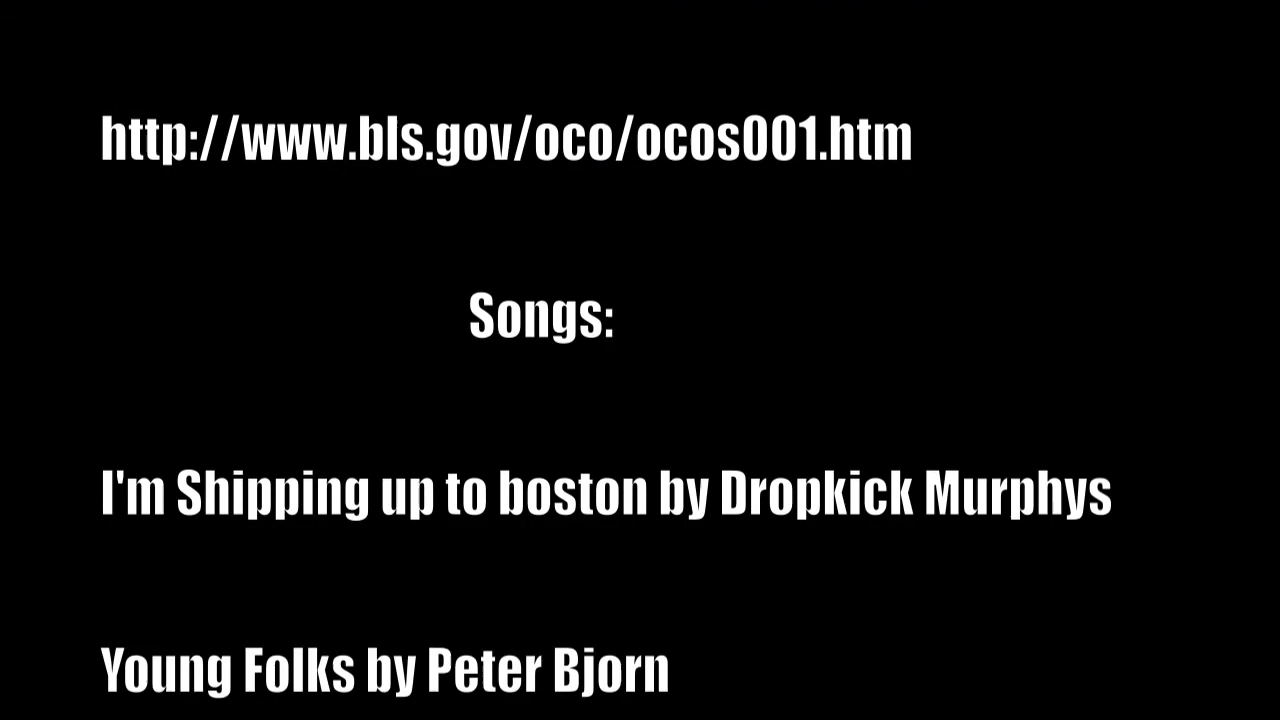 http://www.bls.gov/oco/ocos001.htm
Songs:
I'm Shipping up to boston by Dropkick Murphys
Young Folks by Peter Bjorn